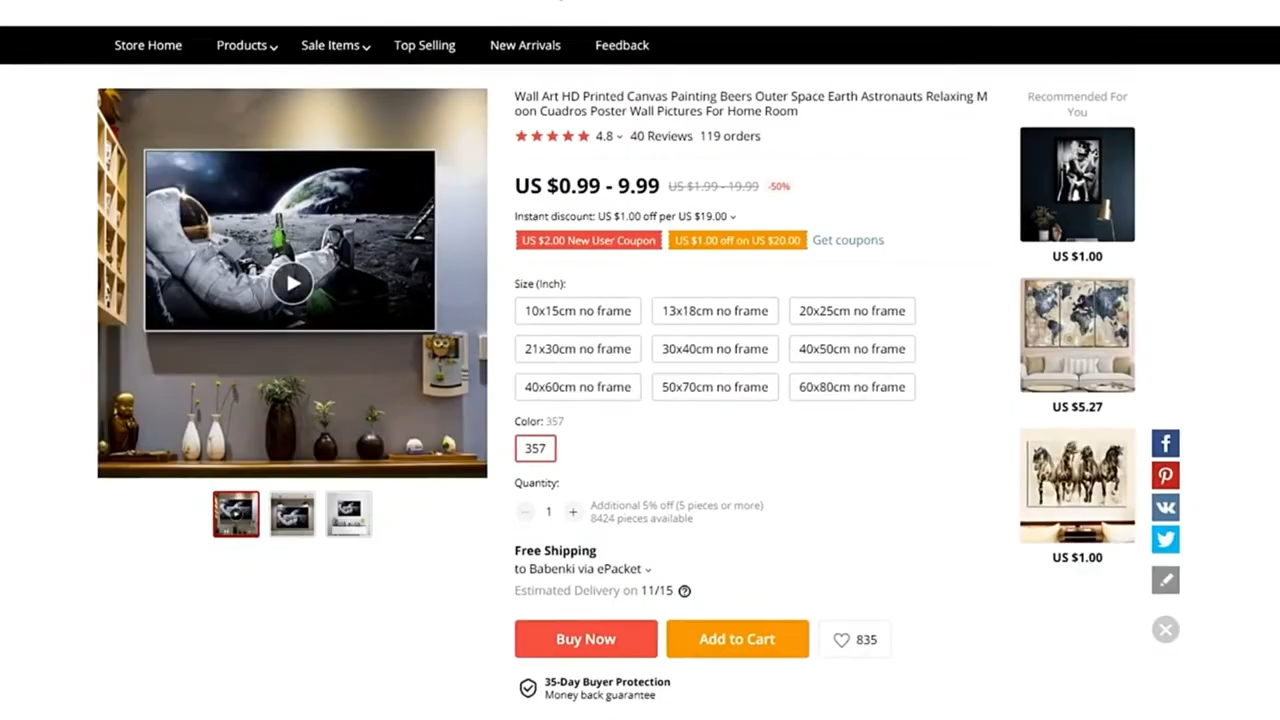 Store Home Products Sale Items Top Selling New Arrivals Feedback
Wall Art HD Printed Canvas Painting Beers Outer Space Earth Astronauts Relaxing M
oon Cuadros Poster Wall Pictures For Home Room
4.8 40 Reviews 119 orders
US $0.99 - 9.99 US $1.99 - 19.99 -50%
Instant discount: US $1.00 off per US $19.00
US $2.00 New User Coupon US $1.00 off on US $20.00 Get coupons
Size (Inch):
10x15cm no frame 13x18cm no frame 20x25cm no frame
21x30cm no frame 30x40cm no frame 40x50cm no frame
40x60cm no frame 50x70cm no frame 60x80cm no frame
Color: 357
357
Quantity:
1
Additional 5% off (5 pieces or more)
8424 pieces available
Free Shipping
to Babenki via ePacket
Estimated Delivery on 11/15
Buy Now Add to Cart 835
35-Day Buyer Protection
Money back guarantee
Recommended For
You
US $1.00
US $5.27
US $1.00